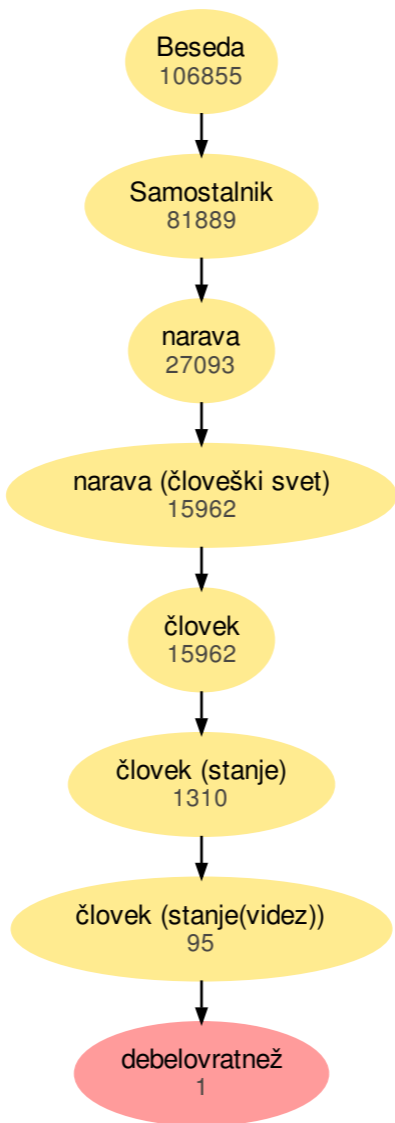 Beseda
106855
Samostalnik
81889
narava
27093
narava (človeški svet)
15962
človek
15962
človek (stanje)
1310
človek (stanje(videz))
95
debelovratnež
1